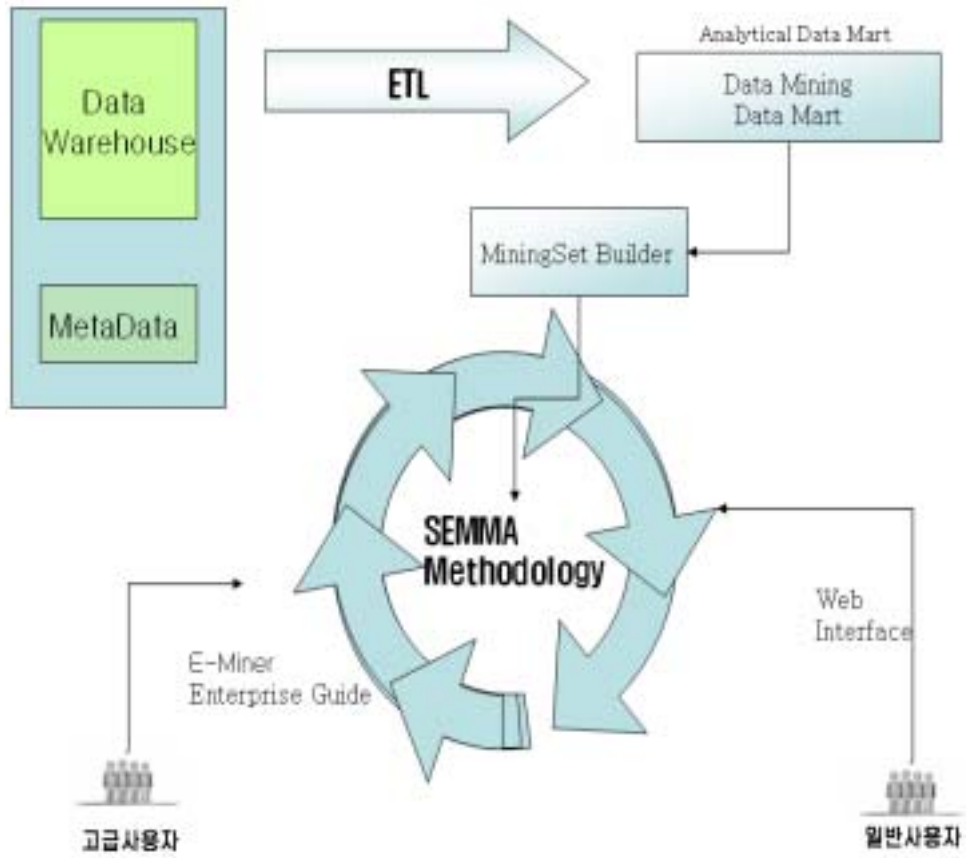 Data
Warehouse
MetaData
ETL
Analytical Data Mart
Data Mining
Data Mart
MiningSet Builder
SEMMA
Methodology
E-Miner
Enterprise Guide
Web
Interface
고급사용자
일반사용자